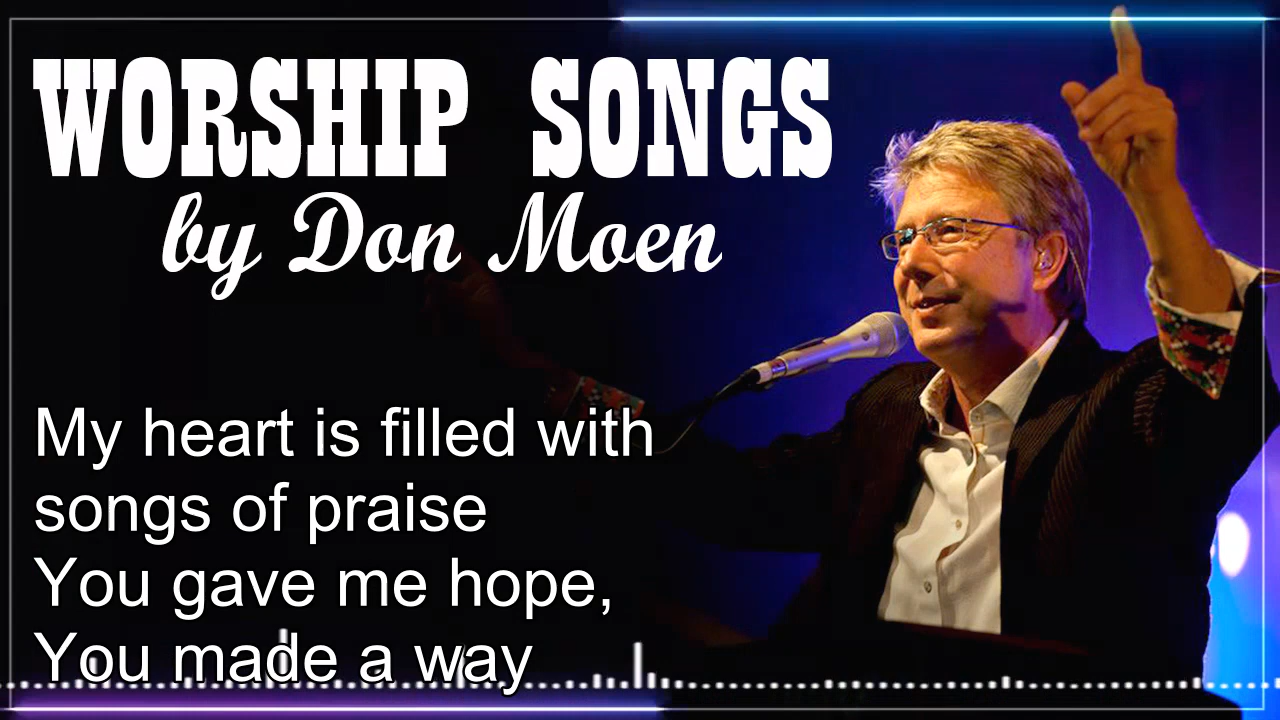 WORSHIP SONGS
by Don Moen
My heart is filled with
songs of praise
You gave me hope,
You made a way